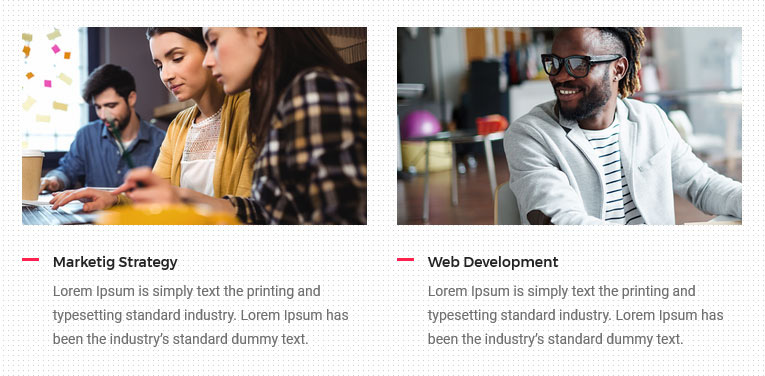 Marketig Strategy
Lorem Ipsum is simply text the printing and
typesetting standard industry. Lorem Ipsum has
been the industry’s standard dummy text.
Web Development
Lorem Ipsum is simply text the printing and
typesetting standard industry. Lorem Ipsum has
been the industry’s standard dummy text.